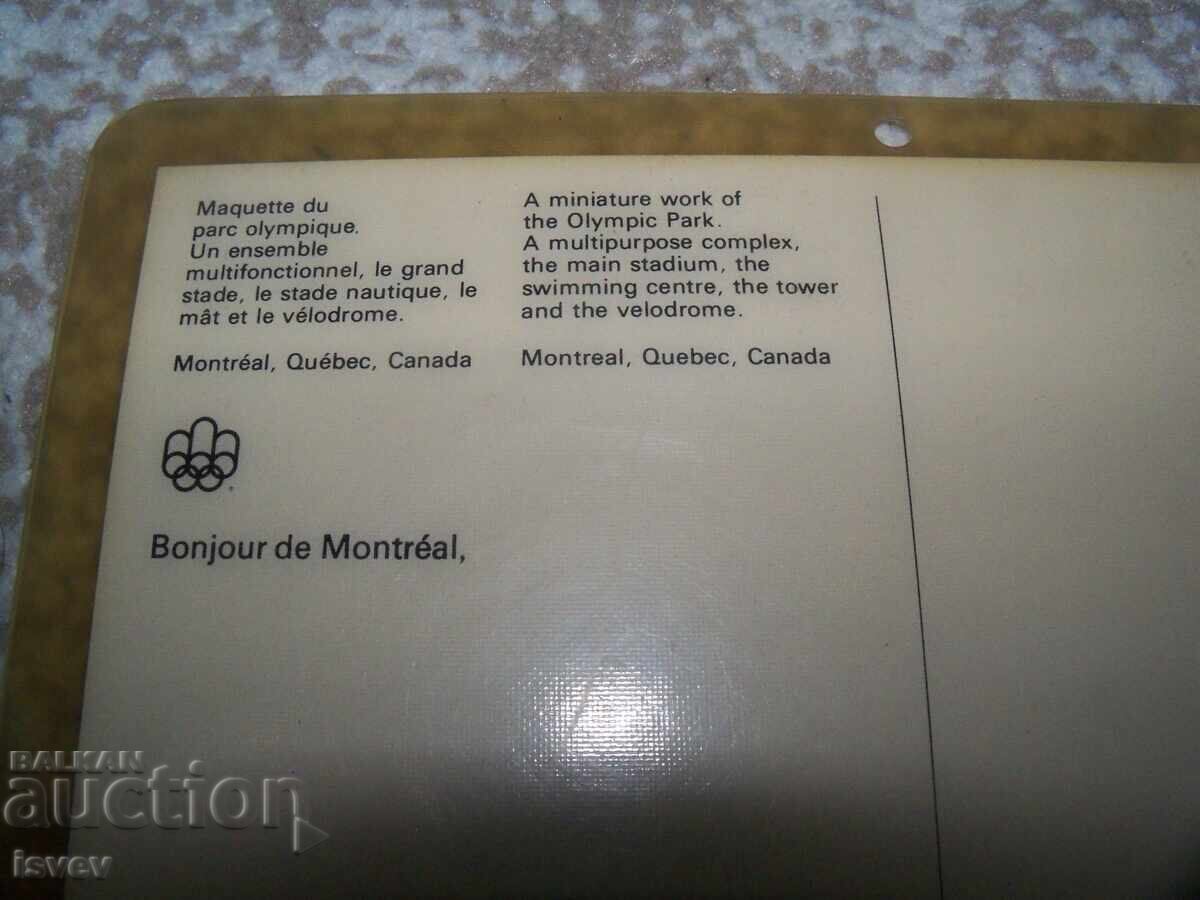 Maquette du
parc olympique.
Un ensemble
multifonctionnel, le grand
stade, le stade nautique, le
mât et le vélodrome.
Montréal, Québec, Canada
A miniature work of
the Olympic Park.
A multipurpose complex,
the main stadium, the
swimming centre, the tower
and the velodrome.
Montreal, Quebec, Canada
Bonjour de Montréal,
BALKAN
auction
isvev